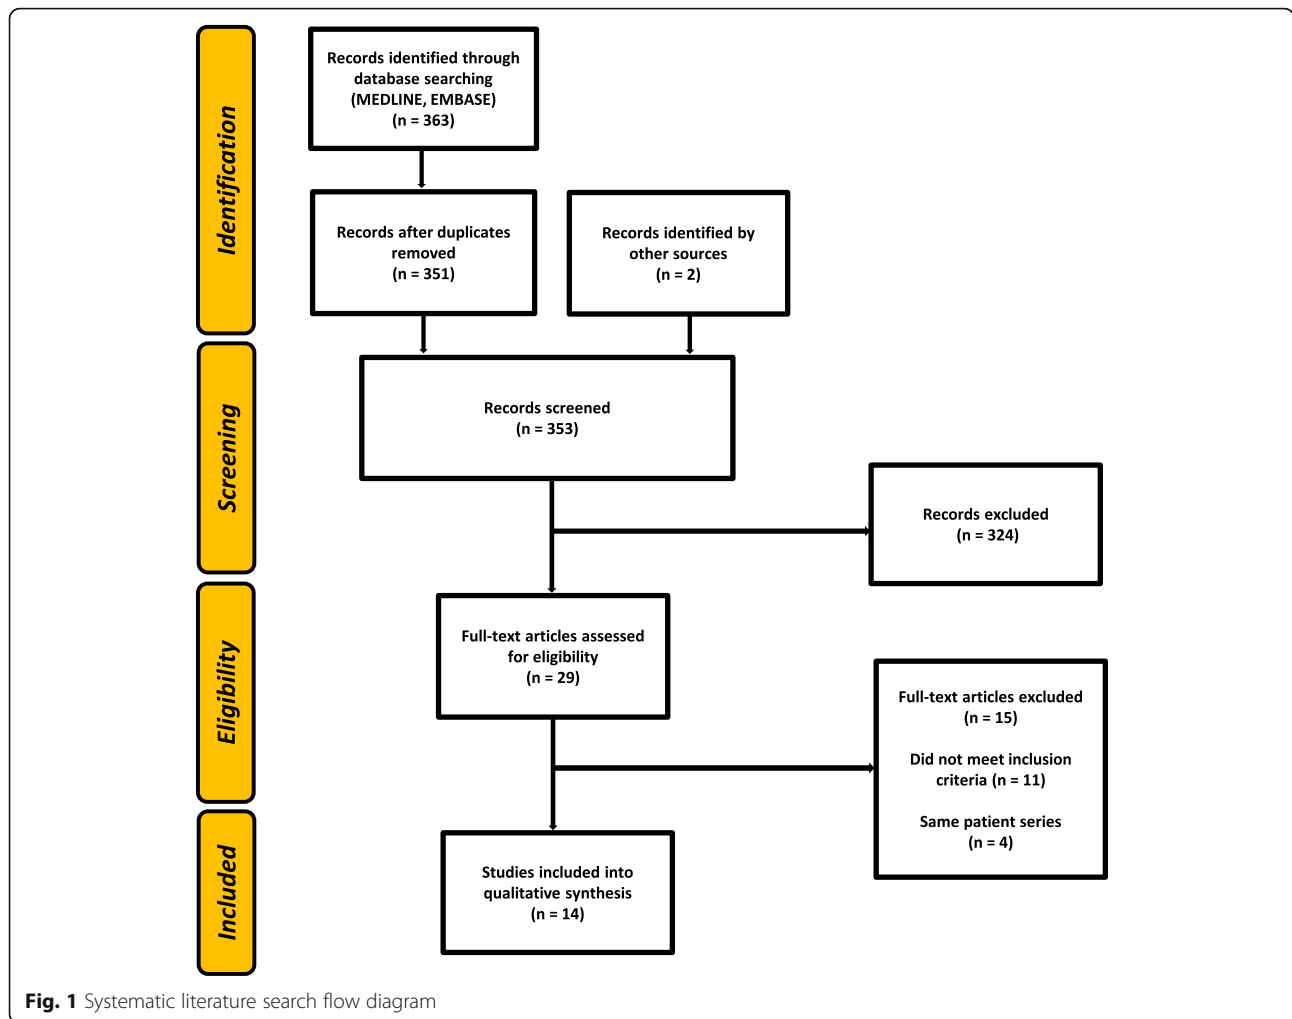 Identification
Records identified through
database searching
(MEDLINE, EMBASE)
(n = 363)
Records after duplicates
removed
(n = 351)
Records identified by
other sources
(n = 2)
Screening
Records screened
(n = 353)
Records excluded
(n = 324)
Eligibility
Full-text articles assessed
for eligibility
(n = 29)
Full-text articles excluded
(n = 15)
Did not meet inclusion
criteria (n = 11)
Same patient series
(n = 4)
Included
Studies included into
qualitative synthesis
(n = 14)
Fig. 1 Systematic literature search flow diagram